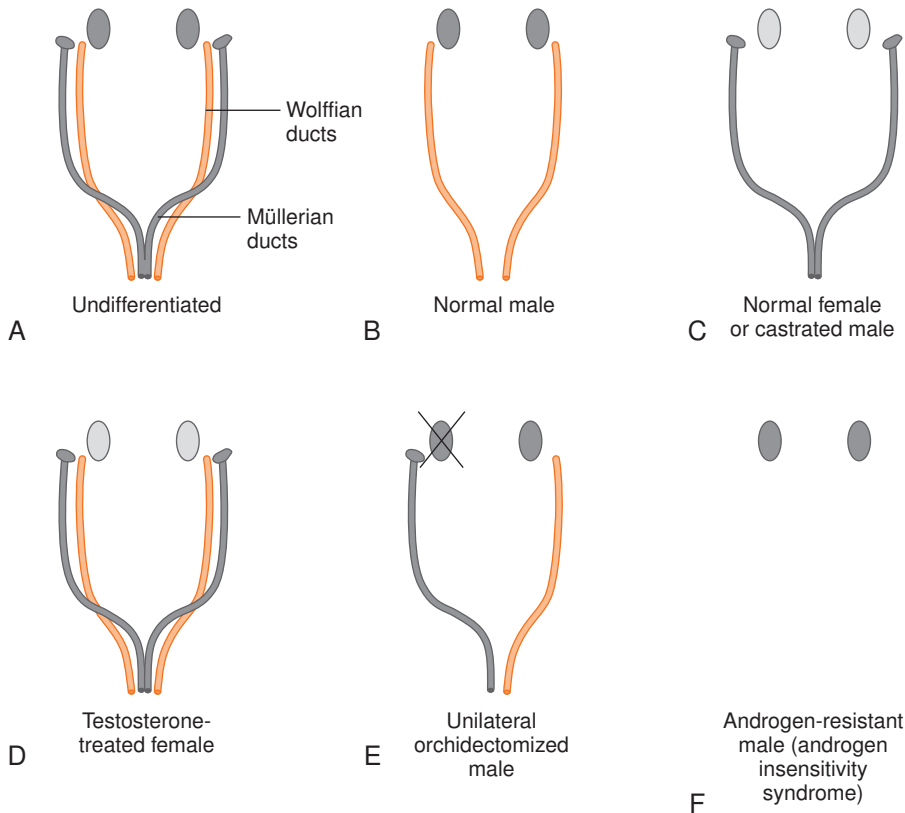 Wolffian
ducts
Müllerian
ducts
Undifferentiated
A
Normal male
B
Normal female
or castrated male
C
Testosterone-
treated female
D
Unilateral
orchidectomized
male
E
Androgen-resistant
male (androgen
insensitivity
syndrome)
F